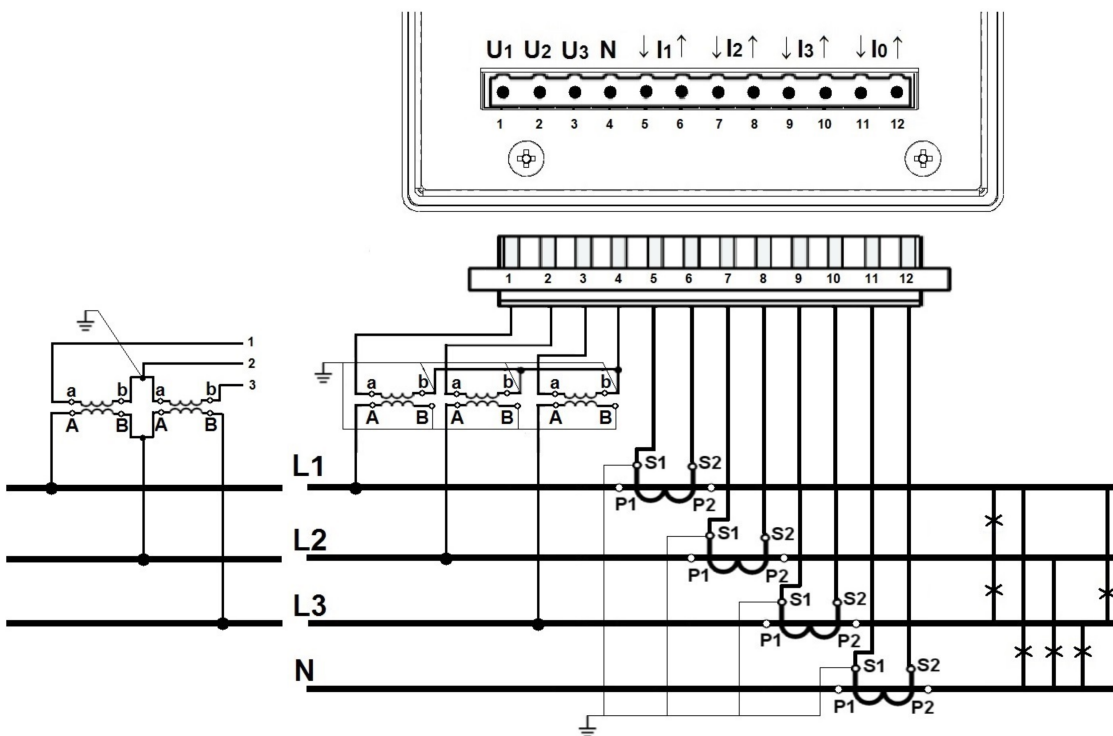 U1 U2 U3 N ↓ I1 ↑ ↓ I2 ↑ ↓ I3 ↑ ↓ I0 ↑
1 2 3 4 5 6 7 8 9 10 11 12
1 2 3 4 5 6 7 8 9 10 11 12
1
2
3
a b a b
A B A B
a b a b a b
A B A B A B
L1
S1 S2
P1 P2
L2
S1 S2
P1 P2
L3
S1 S2
P1 P2
N
S1 S2
P1 P2